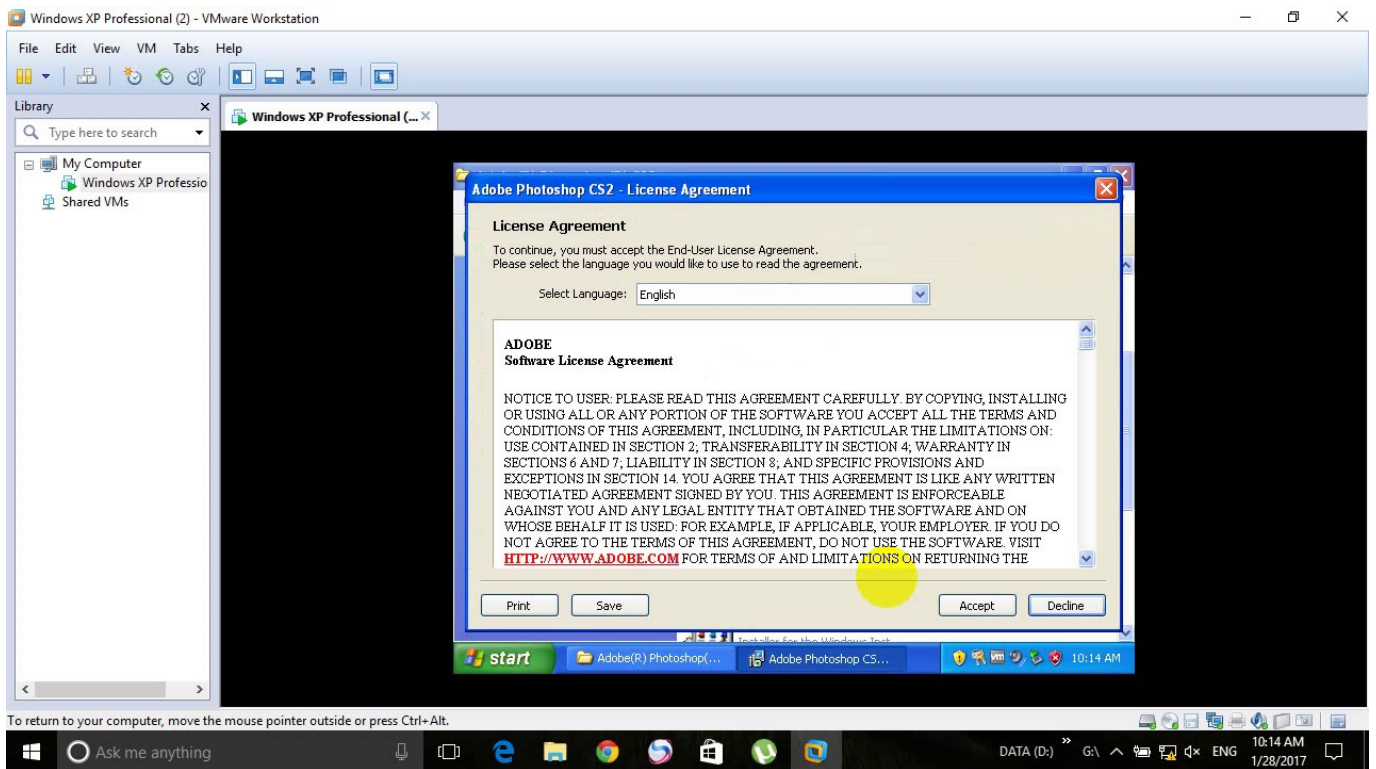 Windows XP Professional (2) - VMware Workstation
File Edit View VM Tabs Help
Library
Windows XP Professional (...
Type here to search
My Computer
Windows XP Professio
Shared VMs
Adobe Photoshop CS2 - License Agreement
License Agreement
To continue, you must accept the End-User License Agreement.
Please select the language you would like to use to read the agreement.
Select Language: English
ADOBE
Software License Agreement
NOTICE TO USER: PLEASE READ THIS AGREEMENT CAREFULLY. BY COPYING, INSTALLING
OR USING ALL OR ANY PORTION OF THE SOFTWARE YOU ACCEPT ALL THE TERMS AND
CONDITIONS OF THIS AGREEMENT, INCLUDING, IN PARTICULAR THE LIMITATIONS ON:
USE CONTAINED IN SECTION 2; TRANSFERABILITY IN SECTION 4; WARRANTY IN
SECTIONS 6 AND 7; LIABILITY IN SECTION 8; AND SPECIFIC PROVISIONS AND
EXCEPTIONS IN SECTION 14. YOU AGREE THAT THIS AGREEMENT IS LIKE ANY WRITTEN
NEGOTIATED AGREEMENT SIGNED BY YOU. THIS AGREEMENT IS ENFORCEABLE
AGAINST YOU AND ANY LEGAL ENTITY THAT OBTAINED THE SOFTWARE AND ON
WHOSE BEHALF IT IS USED: FOR EXAMPLE, IF APPLICABLE, YOUR EMPLOYER. IF YOU DO
NOT AGREE TO THE TERMS OF THIS AGREEMENT, DO NOT USE THE SOFTWARE. VISIT
HTTP://WWW.ADOBE.COM FOR TERMS OF AND LIMITATIONS ON RETURNING THE
Print Save Accept Decline
Installer for the Windows Inst
start Adobe(R) Photoshop(... Adobe Photoshop CS... 10:14 AM
To return to your computer, move the mouse pointer outside or press Ctrl+Alt.
Ask me anything DATA (D:) G:\ ENG 10:14 AM
1/28/2017